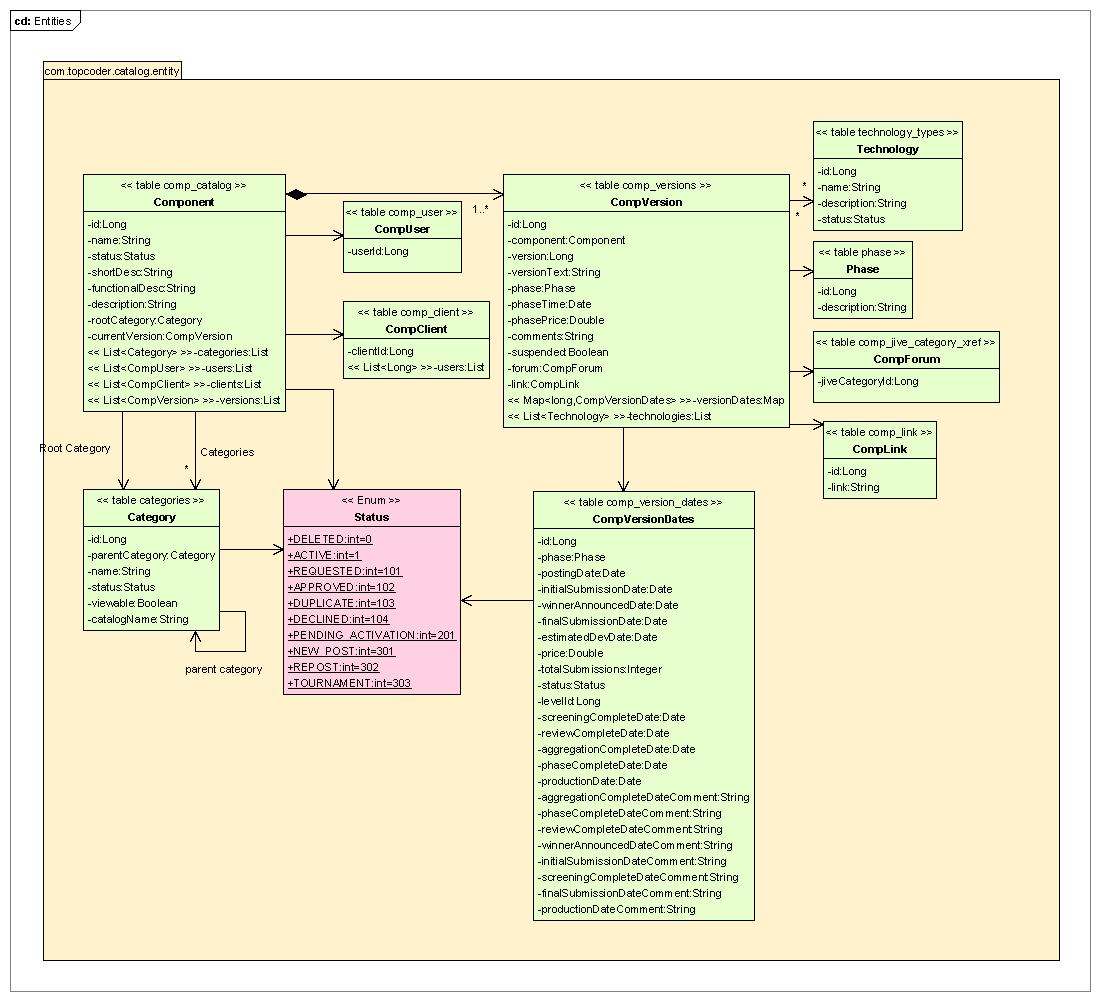 cd: Entities
com.topcoder.catalog.entity
<< table comp_catalog >>
Component
-id:Long
-name:String
-status:Status
-shortDesc:String
-functionalDesc:String
-description:String
-rootCategory:Category
-currentVersion:CompVersion
<< List<Category> >>-categories:List
<< List<CompUser> >>-users:List
<< List<CompClient> >>-clients:List
<< List<CompVersion> >>-versions:List
1..*
<< table comp_user >>
CompUser
-userId:Long
<< table comp_client >>
CompClient
-clientId:Long
<< List<Long> >>-users:List
<< table comp_versions >>
CompVersion
-id:Long
-component:Component
-version:Long
-versionText:String
-phase:Phase
-phaseTime:Date
-phasePrice:Double
-comments:String
-suspended:Boolean
-forum:CompForum
-link:CompLink
<< Map<long,CompVersionDates> >>-versionDates:Map
<< List<Technology> >>-technologies:List
*
*
<< table technology_types >>
Technology
-id:Long
-name:String
-description:String
-status:Status
<< table phase >>
Phase
-id:Long
-description:String
<< table comp_jive_category_xref >>
CompForum
-jiveCategoryId:Long
<< table comp_link >>
CompLink
-id:Long
-link:String
Root Category
Categories
*
<< table categories >>
Category
-id:Long
-parentCategory:Category
-name:String
-status:Status
-viewable:Boolean
-catalogName:String
parent category
<< Enum >>
Status
+DELETED:int=0
+ACTIVE:int=1
+REQUESTED:int=101
+APPROVED:int=102
+DUPLICATE:int=103
+DECLINED:int=104
+PENDING_ACTIVATION:int=201
+NEW_POST:int=301
+REPOST:int=302
+TOURNAMENT:int=303
<< table comp_version_dates >>
CompVersionDates
-id:Long
-phase:Phase
-postingDate:Date
-initialSubmissionDate:Date
-winnerAnnouncedDate:Date
-finalSubmissionDate:Date
-estimatedDevDate:Date
-price:Double
-totalSubmissions:Integer
-status:Status
-levelId:Long
-screeningCompleteDate:Date
-reviewCompleteDate:Date
-aggregationCompleteDate:Date
-phaseCompleteDate:Date
-productionDate:Date
-aggregationCompleteDateComment:String
-phaseCompleteDateComment:String
-reviewCompleteDateComment:String
-winnerAnnouncedDateComment:String
-initialSubmissionDateComment:String
-screeningCompleteDateComment:String
-finalSubmissionDateComment:String
-productionDateComment:String